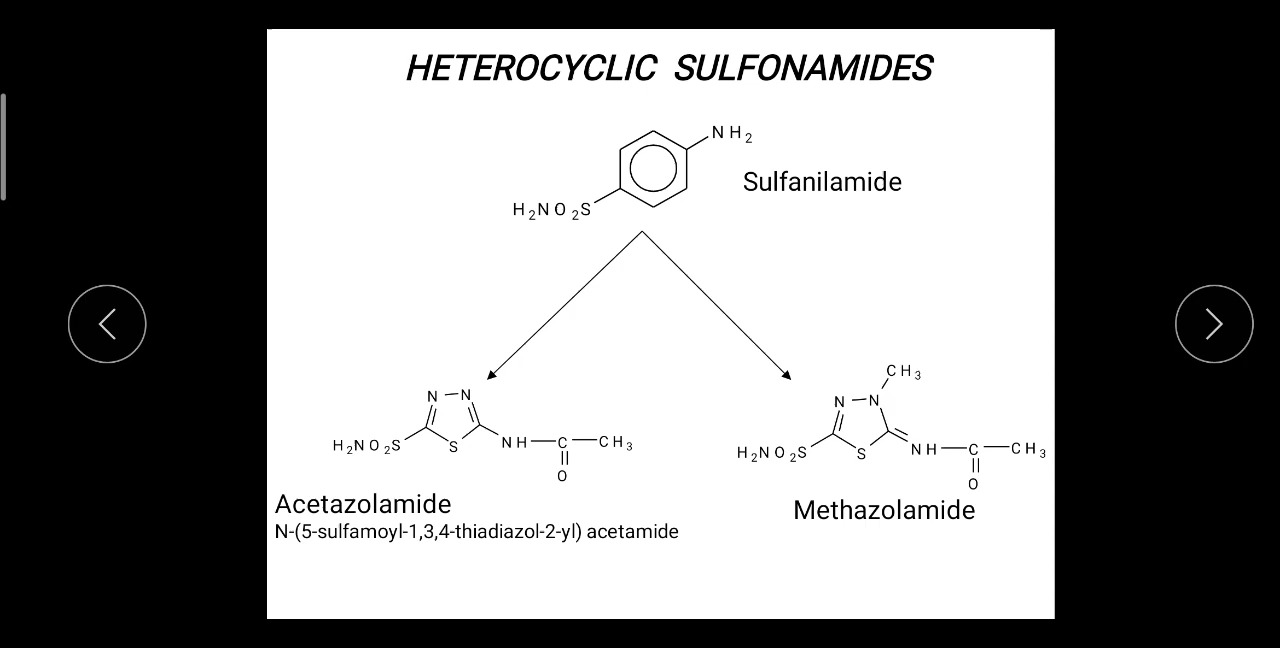 HETEROCYCLIC SULFONAMIDES
NH2
Sulfanilamide
H2NO2S
CH3
N N
N N
H2NO2S S NH C CH3
O
H2NO2S S NH C CH3
O
Acetazolamide
Methazolamide
N-(5-sulfamoyl-1,3,4-thiadiazol-2-yl) acetamide